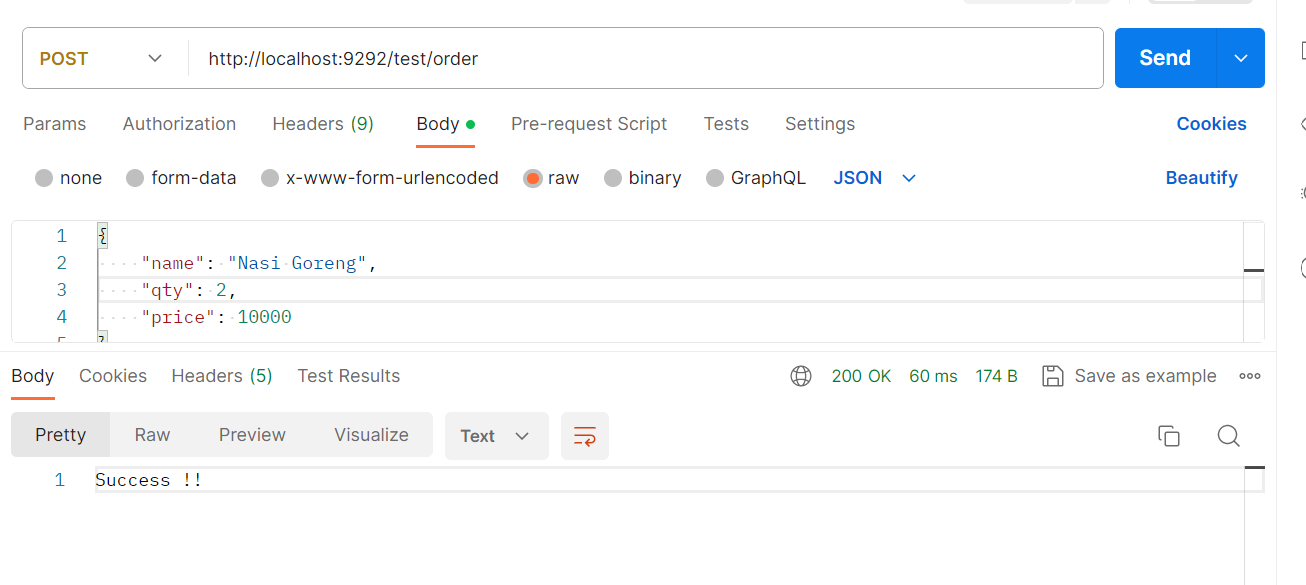 POST http://localhost:9292/test/order Send
Params Authorization Headers (9) Body Pre-request Script Tests Settings Cookies
none form-data x-www-form-urlencoded raw binary GraphQL JSON Beautify
1 {
2 "name": "Nasi Goreng",
3 "qty": 2,
4 "price": 10000
5 }
Body Cookies Headers (5) Test Results 200 OK 60 ms 174 B Save as example
Pretty Raw Preview Visualize Text
1 Success !!